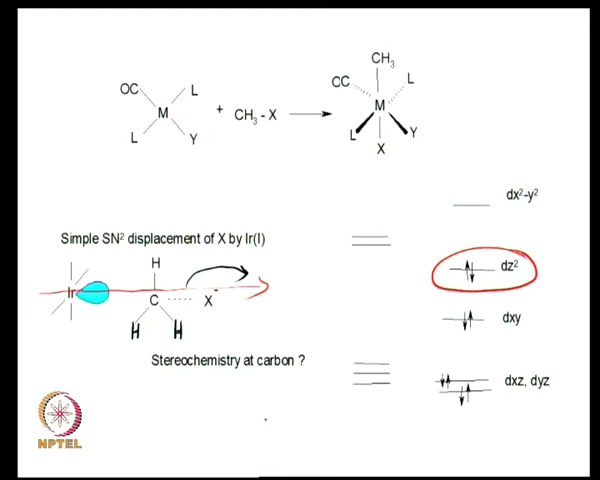 OC L
M + CH3 - X
L Y
CH3
CC L
M
L Y
X
dx2-y2
Simple SN2 displacement of X by Ir(I)
H
dz2
Ir C X-
H H
dxy
Stereochemistry at carbon ?
dxz, dyz
NPTEL